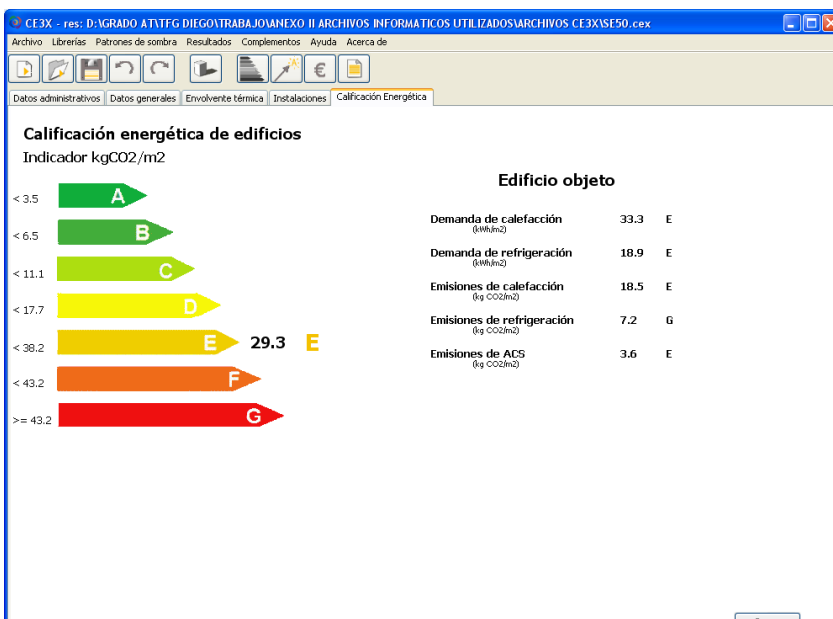 CE3X - res: D:\GRADO AT\TFG DIEGO\TRABAJO\ANEXO II ARCHIVOS INFORMATICOS UTILIZADOS\ARCHIVOS CE3X\SE50.cex
Archivo Librerías Patrones de sombra Resultados Complementos Ayuda Acerca de
€
Datos administrativos Datos generales Envolvente térmica Instalaciones Calificación Energética
Calificación energética de edificios
Indicador kgCO2/m2
< 3.5 A
< 6.5 B
< 11.1 C
< 17.7 D
< 38.2 E 29.3 E
< 43.2 F
>= 43.2 G
Edificio objeto
Demanda de calefacción 33.3 E
(kWh/m2)
Demanda de refrigeración 18.9 E
(kWh/m2)
Emisiones de calefacción 18.5 E
(kg CO2/m2)
Emisiones de refrigeración 7.2 G
(kg CO2/m2)
Emisiones de ACS 3.6 E
(kg CO2/m2)